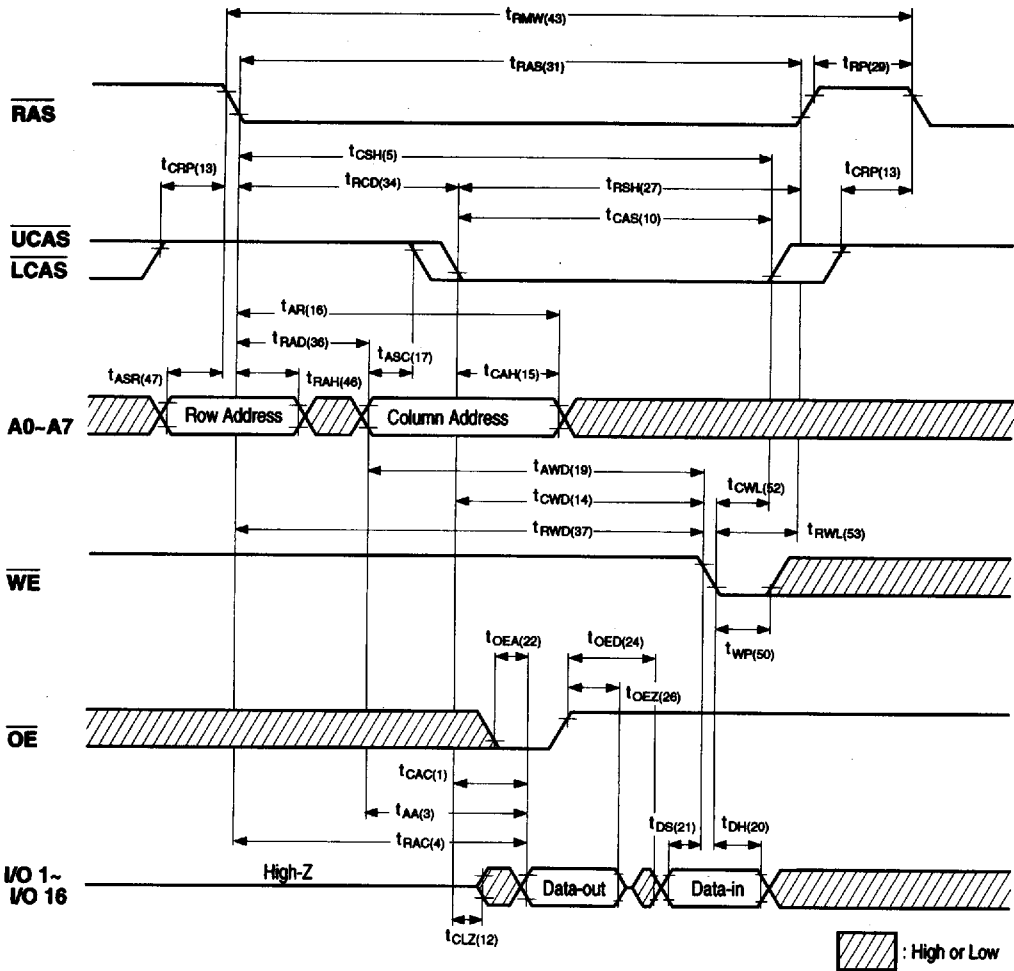 tRMW(43)
tRAS(31)
tRP(29)
RAS
tCSH(5)
tCRP(13)
tRCD(34)
tRSH(27)
tCRP(13)
tCAS(10)
UCAS
LCAS
tAR(16)
tRAD(36)
tASC(17)
tASR(47)
tRAH(46)
tCAH(15)
A0~A7
Row Address
Column Address
tAWD(19)
tCWD(14)
tCWL(52)
tRWD(37)
tRWL(53)
WE
tOEA(22)
tOED(24)
tWP(50)
tOEZ(26)
OE
tCAC(1)
tAA(3)
tDS(21)
tDH(20)
tRAC(4)
I/O 1~
I/O 16
High-Z
Data-out
Data-in
tCLZ(12)
: High or Low